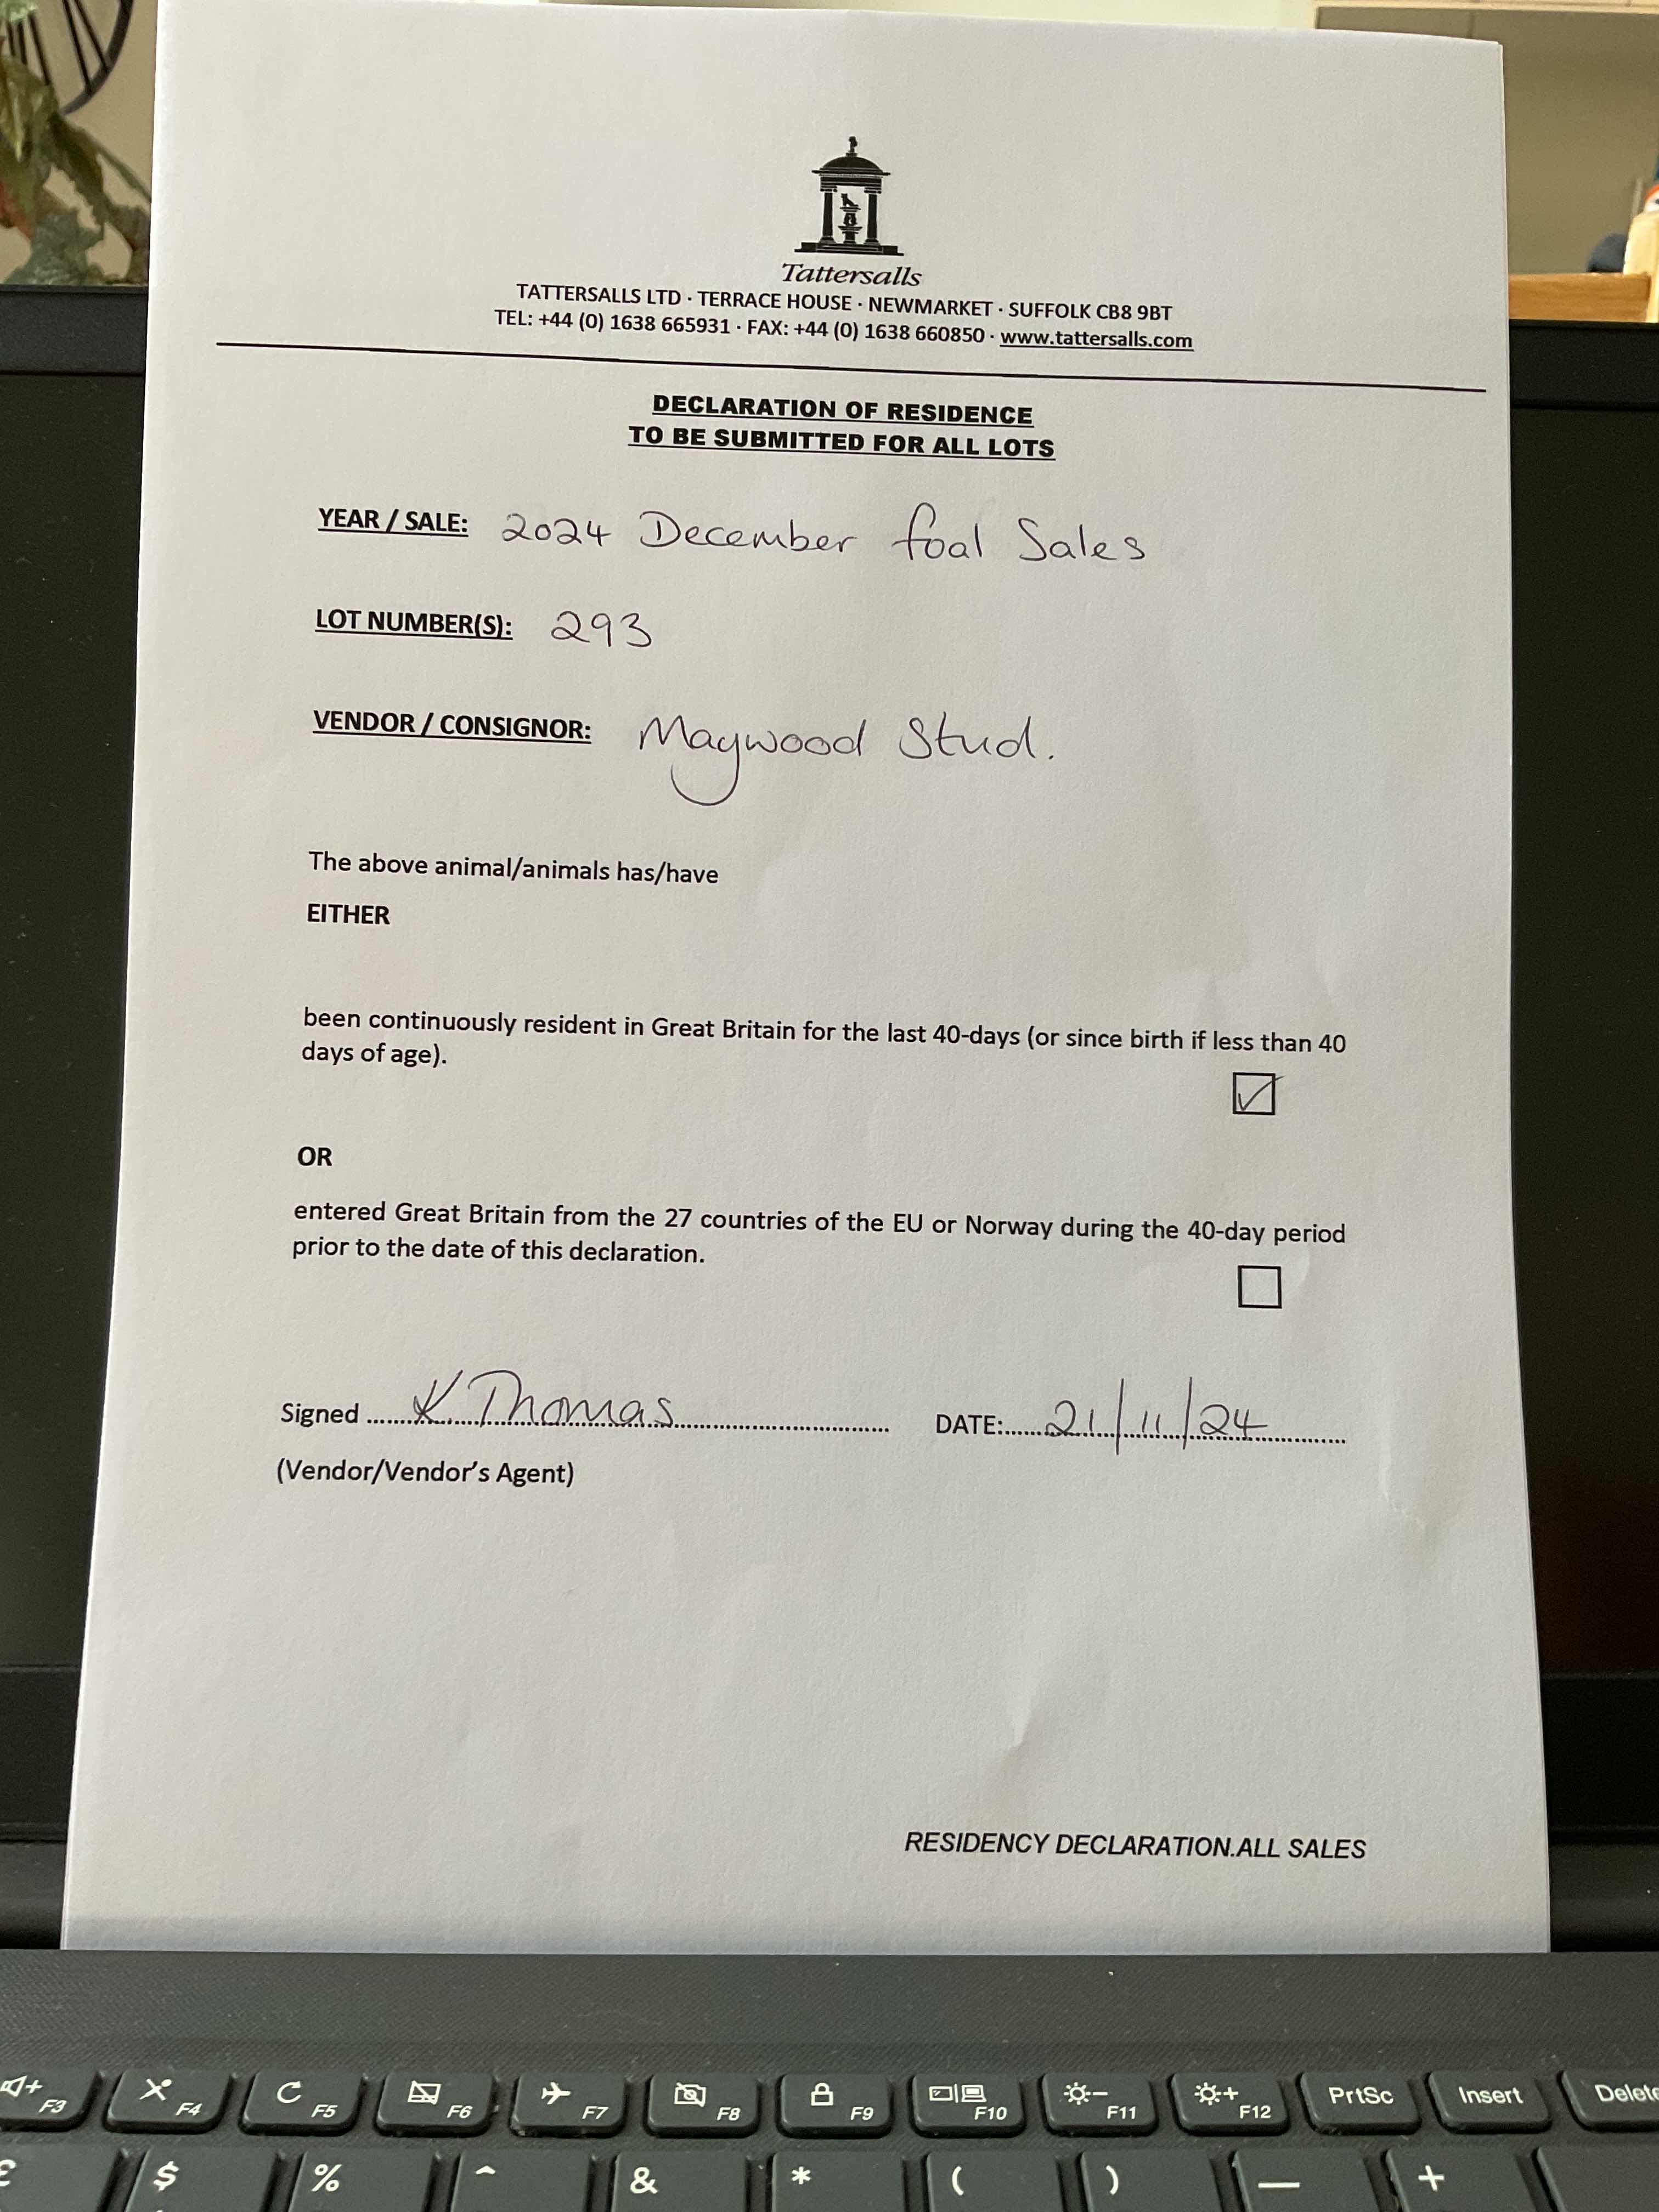 Tattersalls
TATTERSALLS LTD · TERRACE HOUSE · NEWMARKET · SUFFOLK CB8 9BT
TEL: +44 (0) 1638 665931 · FAX: +44 (0) 1638 660850 · www.tattersalls.com
DECLARATION OF RESIDENCE
TO BE SUBMITTED FOR ALL LOTS
YEAR / SALE: 2024 December foal Sales
LOT NUMBER(S): 293
VENDOR / CONSIGNOR: Maywood Stud.
The above animal/animals has/have
EITHER
been continuously resident in Great Britain for the last 40-days (or since birth if less than 40
days of age).
OR
entered Great Britain from the 27 countries of the EU or Norway during the 40-day period
prior to the date of this declaration.
Signed ...... K Thomas ...... DATE: ...... 21/11/24 ......
(Vendor/Vendor's Agent)
RESIDENCY DECLARATION.ALL SALES
F3 F4 F5 F6 F7 F8 F9 F10 F11 F12 PrtSc Insert Delete
£ $ % ^ & * ( ) — +